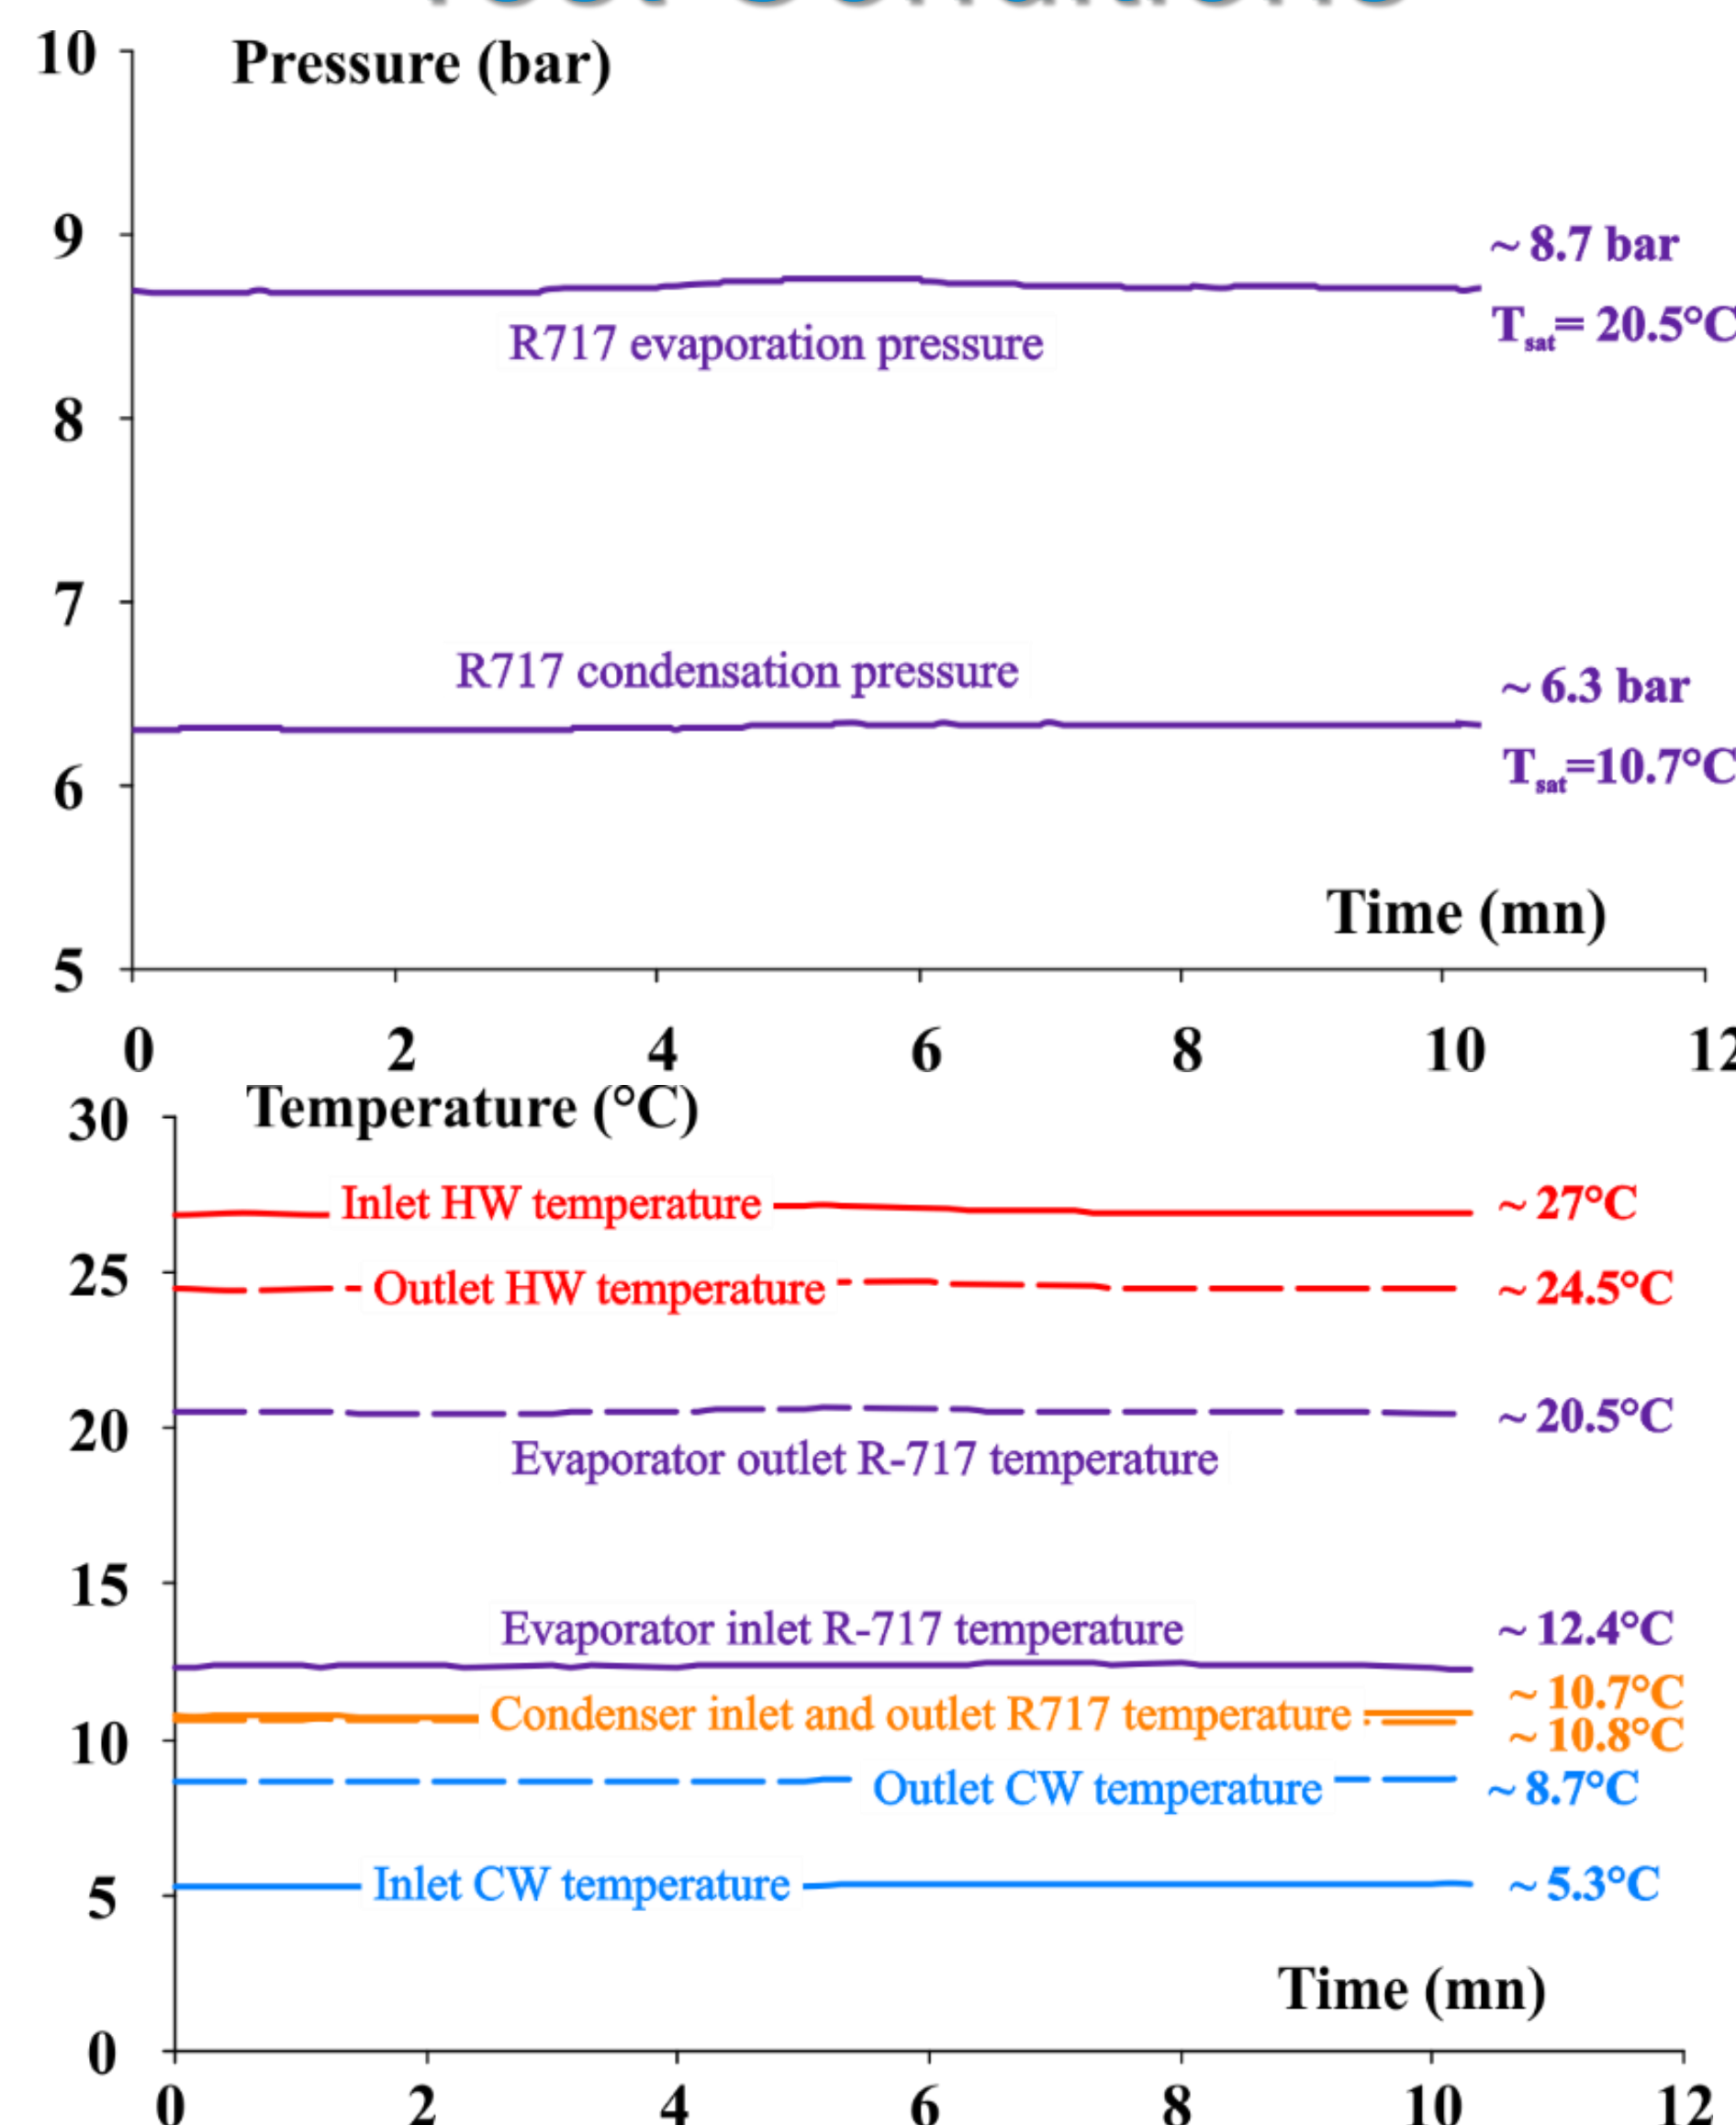 10
Pressure (bar)
9
~ 8.7 bar
Tsat= 20.5°C
R717 evaporation pressure
8
7
R717 condensation pressure
~ 6.3 bar
Tsat=10.7°C
6
Time (mn)
5
0 2 4 6 8 10 12
Temperature (°C)
30
Inlet HW temperature
~ 27°C
25
Outlet HW temperature
~ 24.5°C
20
~ 20.5°C
Evaporator outlet R-717 temperature
15
Evaporator inlet R-717 temperature
~ 12.4°C
~ 10.7°C
Condenser inlet and outlet R717 temperature
~ 10.8°C
10
Outlet CW temperature
~ 8.7°C
5
Inlet CW temperature
~ 5.3°C
Time (mn)
0
0 2 4 6 8 10 12